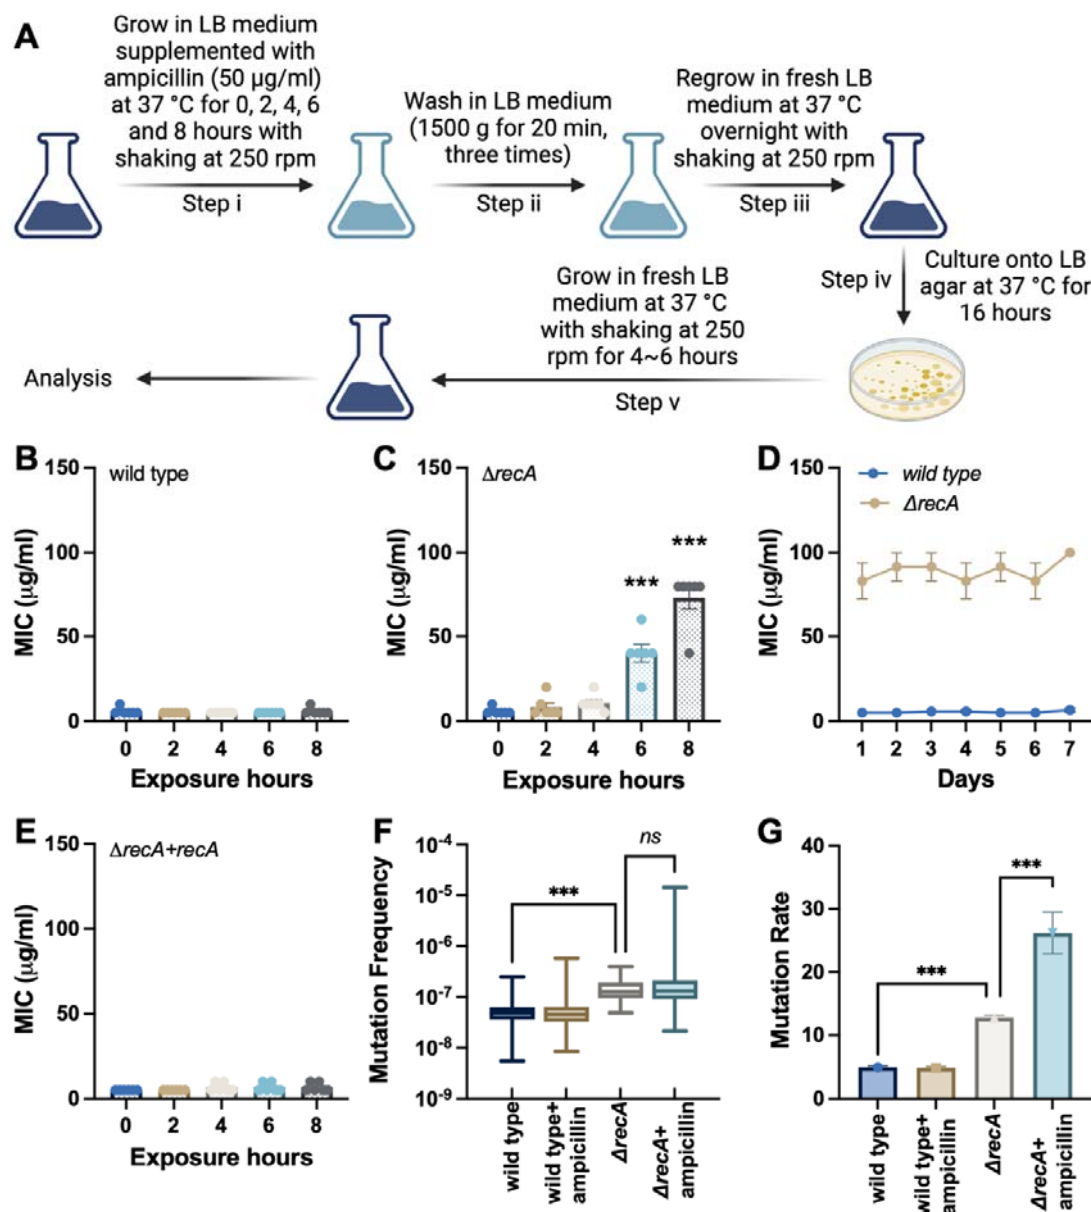 A
Grow in LB medium
supplemented with
ampicillin (50 µg/ml)
at 37 °C for 0, 2, 4, 6
and 8 hours with
shaking at 250 rpm
Step i
Wash in LB medium
(1500 g for 20 min,
three times)
Step ii
Regrow in fresh LB
medium at 37 °C
overnight with
shaking at 250 rpm
Step iii
Step iv
Culture onto LB
agar at 37 °C for
16 hours
Grow in fresh LB
medium at 37 °C
with shaking at 250
rpm for 4~6 hours
Step v
Analysis
B
wild type
MIC (µg/ml)
150
100
50
0
0 2 4 6 8
Exposure hours
C
ΔrecA
MIC (µg/ml)
150
100
50
0
***
***
0 2 4 6 8
Exposure hours
D
wild type
ΔrecA
MIC (µg/ml)
150
100
50
0
1 2 3 4 5 6 7
Days
E
ΔrecA+recA
MIC (µg/ml)
150
100
50
0
0 2 4 6 8
Exposure hours
F
Mutation Frequency
10-4
10-5
10-6
10-7
10-8
10-9
***
ns
wild type
wild type+
ampicillin
ΔrecA
ΔrecA+
ampicillin
G
Mutation Rate
40
30
20
10
0
***
***
wild type
wild type+
ampicillin
ΔrecA
ΔrecA+
ampicillin